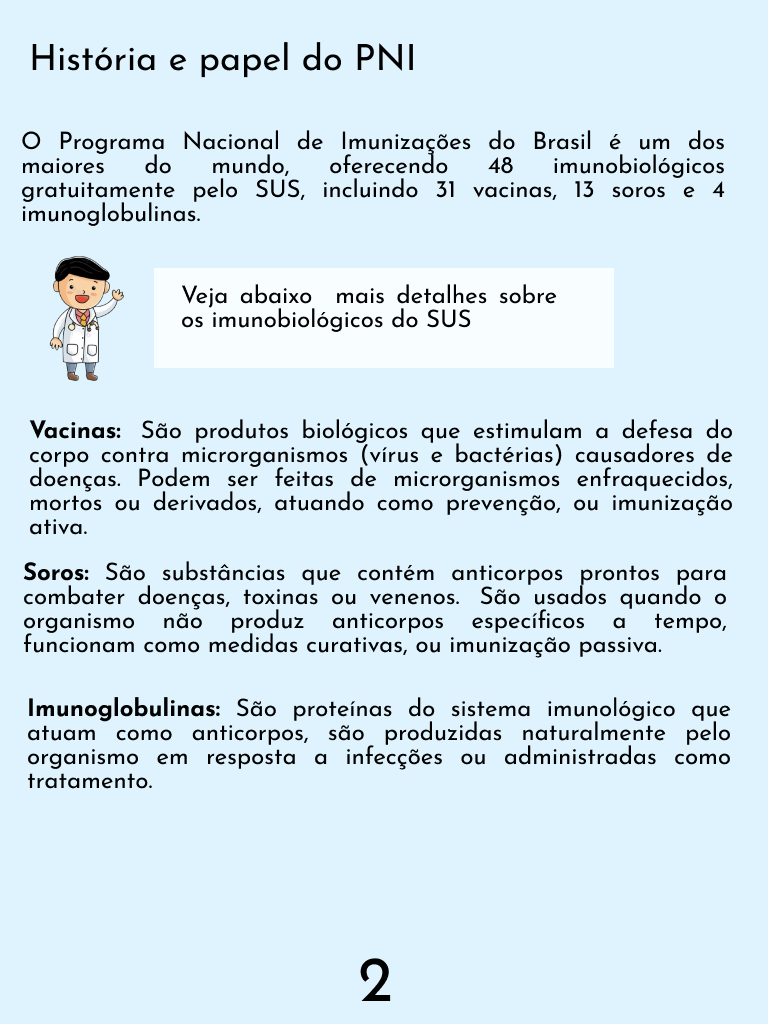 História e papel do PNI
O Programa Nacional de Imunizações do Brasil é um dos
maiores do mundo, oferecendo 48 imunobiológicos
gratuitamente pelo SUS, incluindo 31 vacinas, 13 soros e 4
imunoglobulinas.
Veja abaixo mais detalhes sobre
os imunobiológicos do SUS
Vacinas: São produtos biológicos que estimulam a defesa do
corpo contra microrganismos (vírus e bactérias) causadores de
doenças. Podem ser feitas de microrganismos enfraquecidos,
mortos ou derivados, atuando como prevenção, ou imunização
ativa.
Soros: São substâncias que contém anticorpos prontos para
combater doenças, toxinas ou venenos. São usados quando o
organismo não produz anticorpos específicos a tempo,
funcionam como medidas curativas, ou imunização passiva.
Imunoglobulinas: São proteínas do sistema imunológico que
atuam como anticorpos, são produzidas naturalmente pelo
organismo em resposta a infecções ou administradas como
tratamento.
2